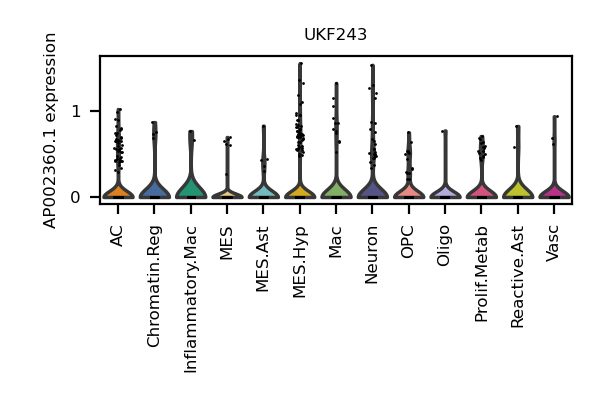 UKF243
AP002360.1 expression
1
0
AC
Chromatin.Reg
Inflammatory.Mac
MES
MES.Ast
MES.Hyp
Mac
Neuron
OPC
Oligo
Prolif.Metab
Reactive.Ast
Vasc